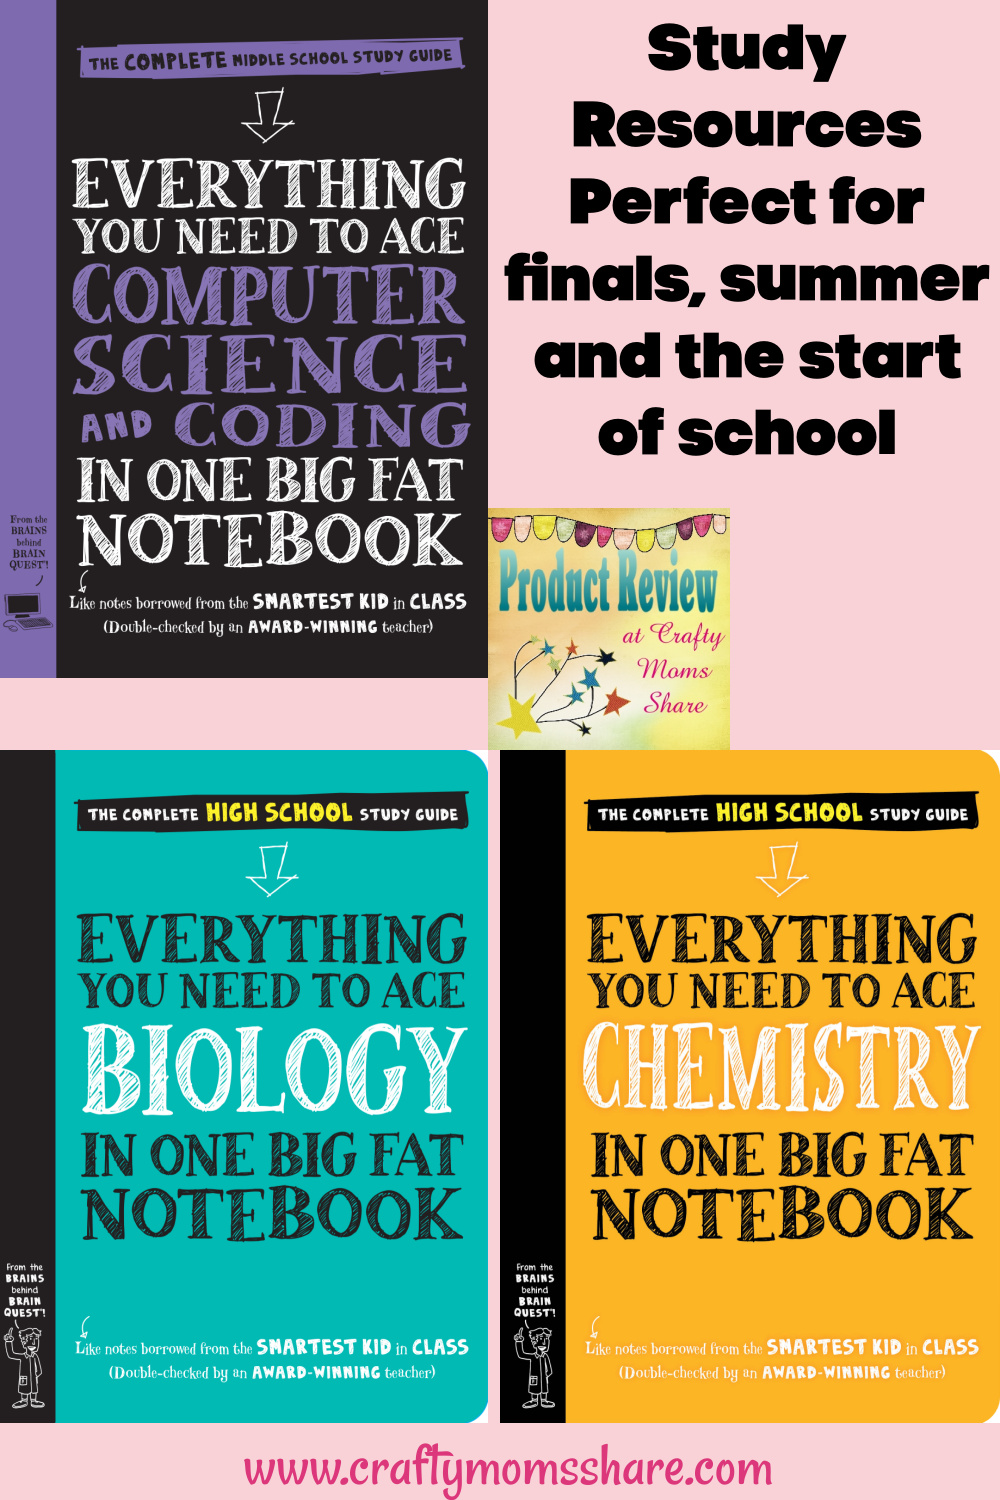 THE COMPLETE MIDDLE SCHOOL STUDY GUIDE
EVERYTHING
YOU NEED TO ACE
COMPUTER
SCIENCE
AND CODING
IN ONE BIG FAT
NOTEBOOK
From the
BRAINS
behind
BRAIN
QUEST!
Like notes borrowed from the SMARTEST KID in CLASS
(Double-checked by an AWARD-WINNING teacher)
Study
Resources
Perfect for
finals, summer
and the start
of school
Product Review
at Crafty
Moms
Share
THE COMPLETE HIGH SCHOOL STUDY GUIDE
EVERYTHING
YOU NEED TO ACE
BIOLOGY
IN ONE BIG FAT
NOTEBOOK
From the
BRAINS
behind
BRAIN
QUEST!
Like notes borrowed from the SMARTEST KID in CLASS
(Double-checked by an AWARD-WINNING teacher)
THE COMPLETE HIGH SCHOOL STUDY GUIDE
EVERYTHING
YOU NEED TO ACE
CHEMISTRY
IN ONE BIG FAT
NOTEBOOK
From the
BRAINS
behind
BRAIN
QUEST!
Like notes borrowed from the SMARTEST KID in CLASS
(Double-checked by an AWARD-WINNING teacher)
www.craftymomsshare.com